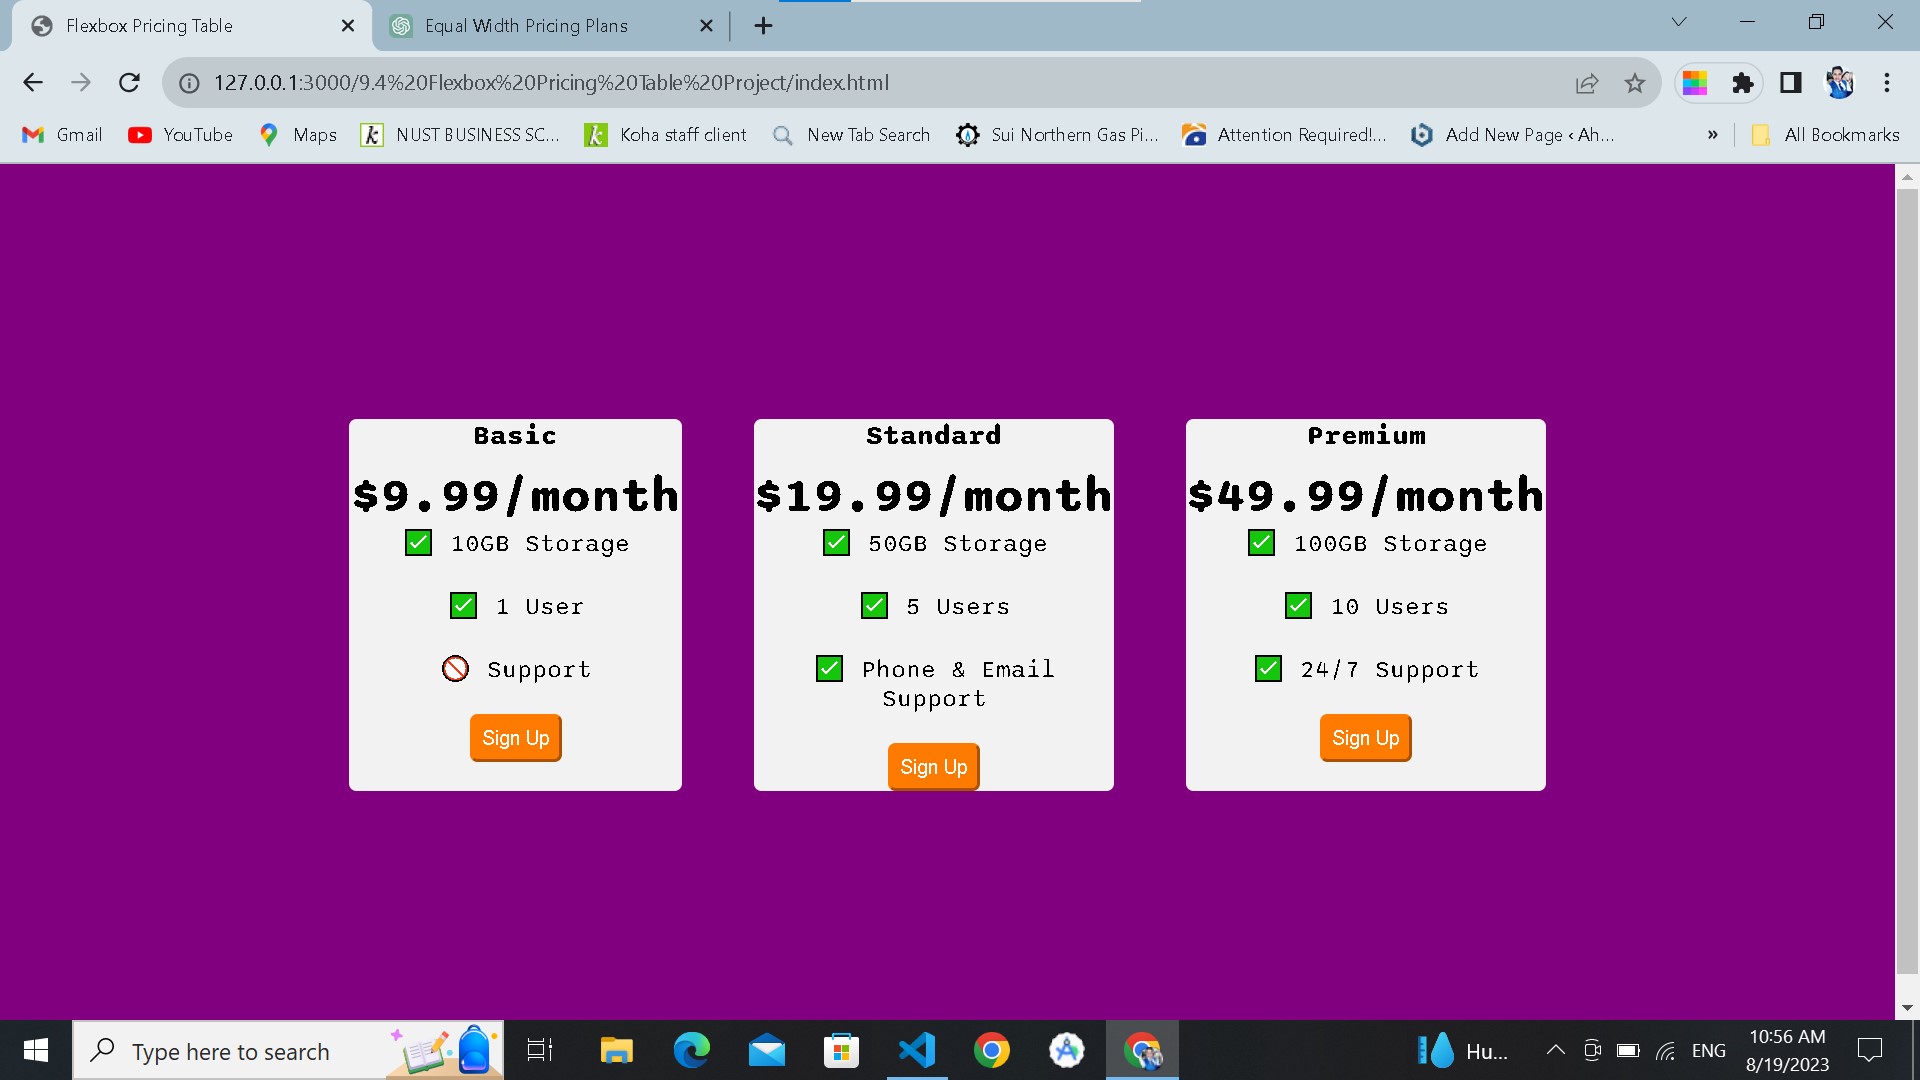 Flexbox Pricing Table
Equal Width Pricing Plans
127.0.0.1:3000/9.4%20Flexbox%20Pricing%20Table%20Project/index.html
Gmail
YouTube
Maps
NUST BUSINESS SC...
Koha staff client
New Tab Search
Sui Northern Gas Pi...
Attention Required!...
Add New Page ‹ Ah...
»
All Bookmarks
Basic
$9.99/month
✅ 10GB Storage
✅ 1 User
🚫 Support
Sign Up
Standard
$19.99/month
✅ 50GB Storage
✅ 5 Users
✅ Phone & Email
Support
Sign Up
Premium
$49.99/month
✅ 100GB Storage
✅ 10 Users
✅ 24/7 Support
Sign Up
Type here to search
Hu...
ENG
10:56 AM
8/19/2023